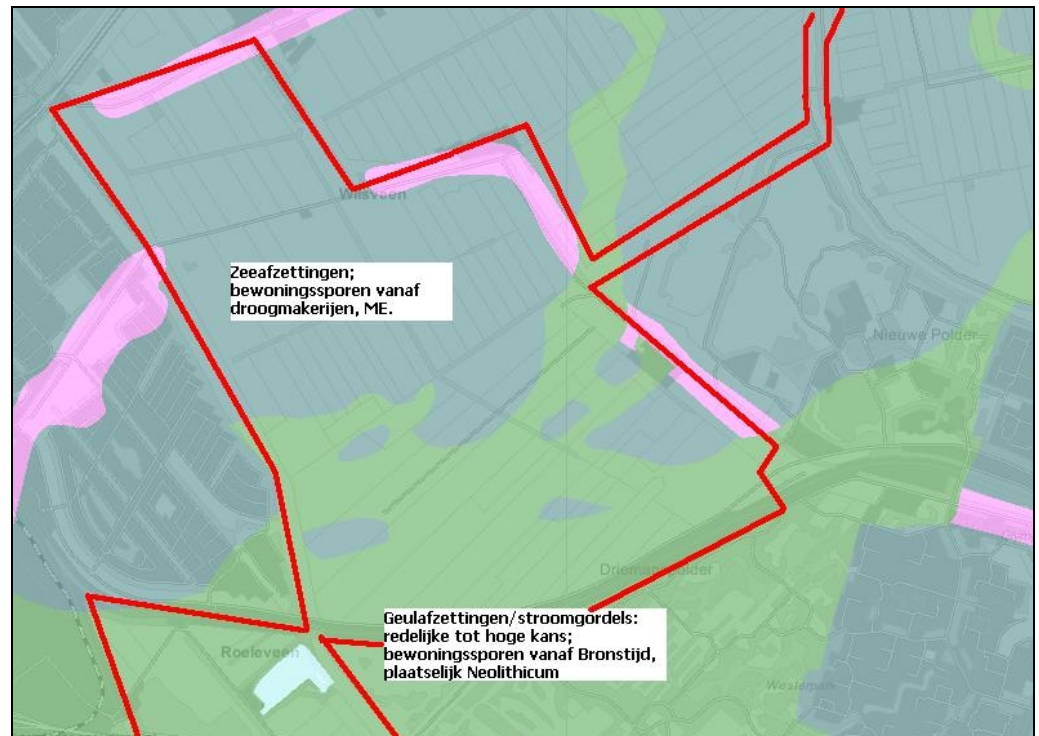 Wilsveen
Zeeafzettingen;
bewoningssporen vanaf
droogmakerijen, ME.
Nieuwe Polder
Driemanspolder
Geulafzettingen/stroomgordels:
redelijke tot hoge kans;
bewoningssporen vanaf Bronstijd,
plaatselijk Neolithicum
Roeleveen
Westerpark